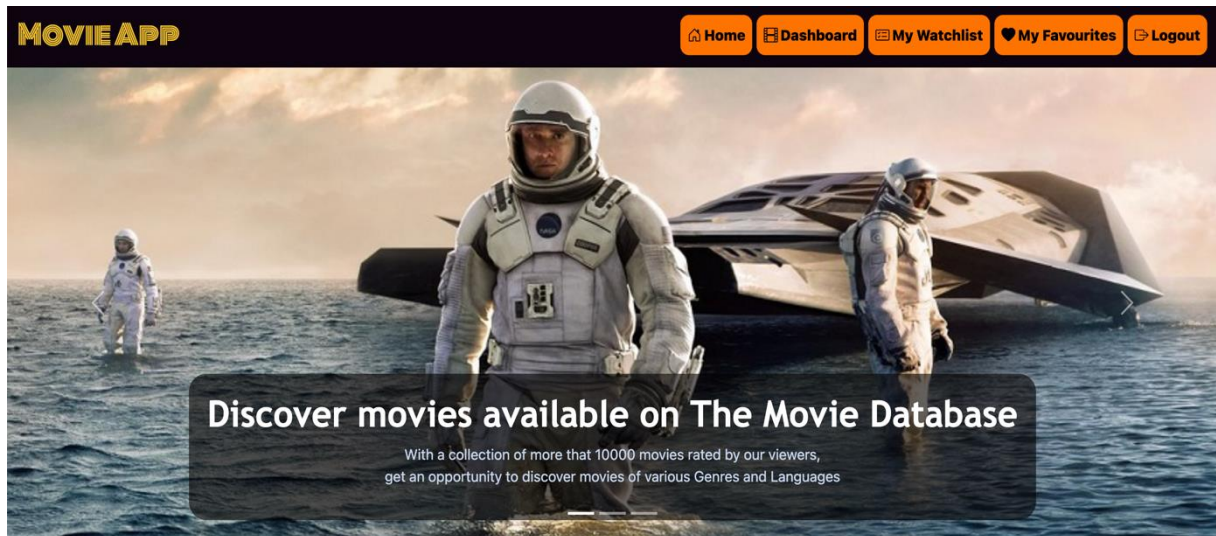 MOVIE APP
Home
Dashboard
My Watchlist
My Favourites
Logout
NASA
Discover movies available on The Movie Database
With a collection of more that 10000 movies rated by our viewers,
get an opportunity to discover movies of various Genres and Languages